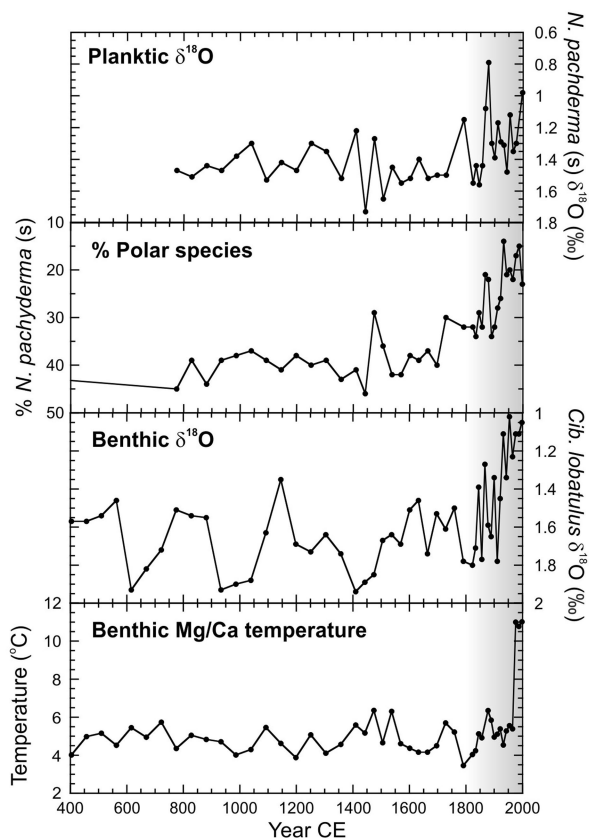 Planktic δ¹⁸O
0.6
0.8
1
1.2
1.4
1.6
1.8
N. pachderma (s) δ¹⁸O (‰)
% Polar species
10
20
30
40
50
% N. pachyderma (s)
Benthic δ¹⁸O
1
1.2
1.4
1.6
1.8
2
Cib. lobatulus δ¹⁸O (‰)
Benthic Mg/Ca temperature
12
10
8
6
4
2
Temperature (°C)
400 600 800 1000 1200 1400 1600 1800 2000
Year CE